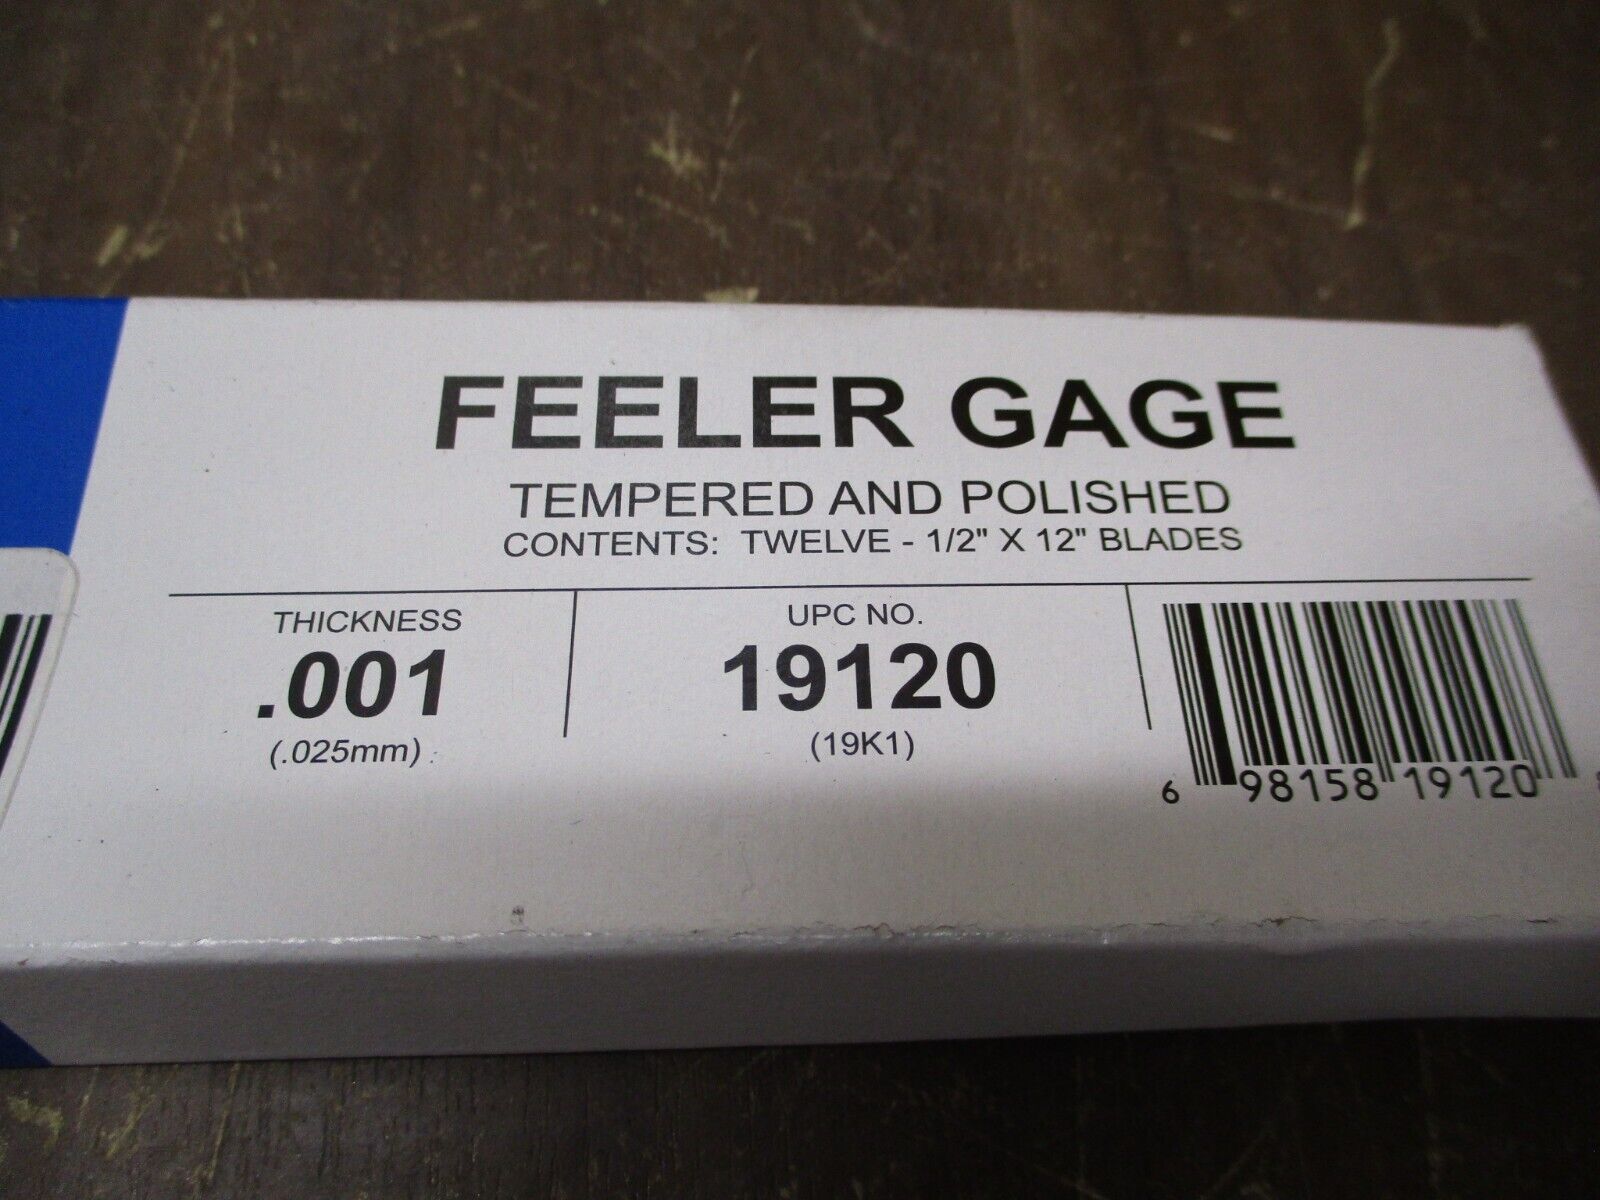 FEELER GAGE
TEMPERED AND POLISHED
CONTENTS: TWELVE - 1/2" X 12" BLADES
THICKNESS
.001
(.025mm)
UPC NO.
19120
(19K1)
6 98158 19120